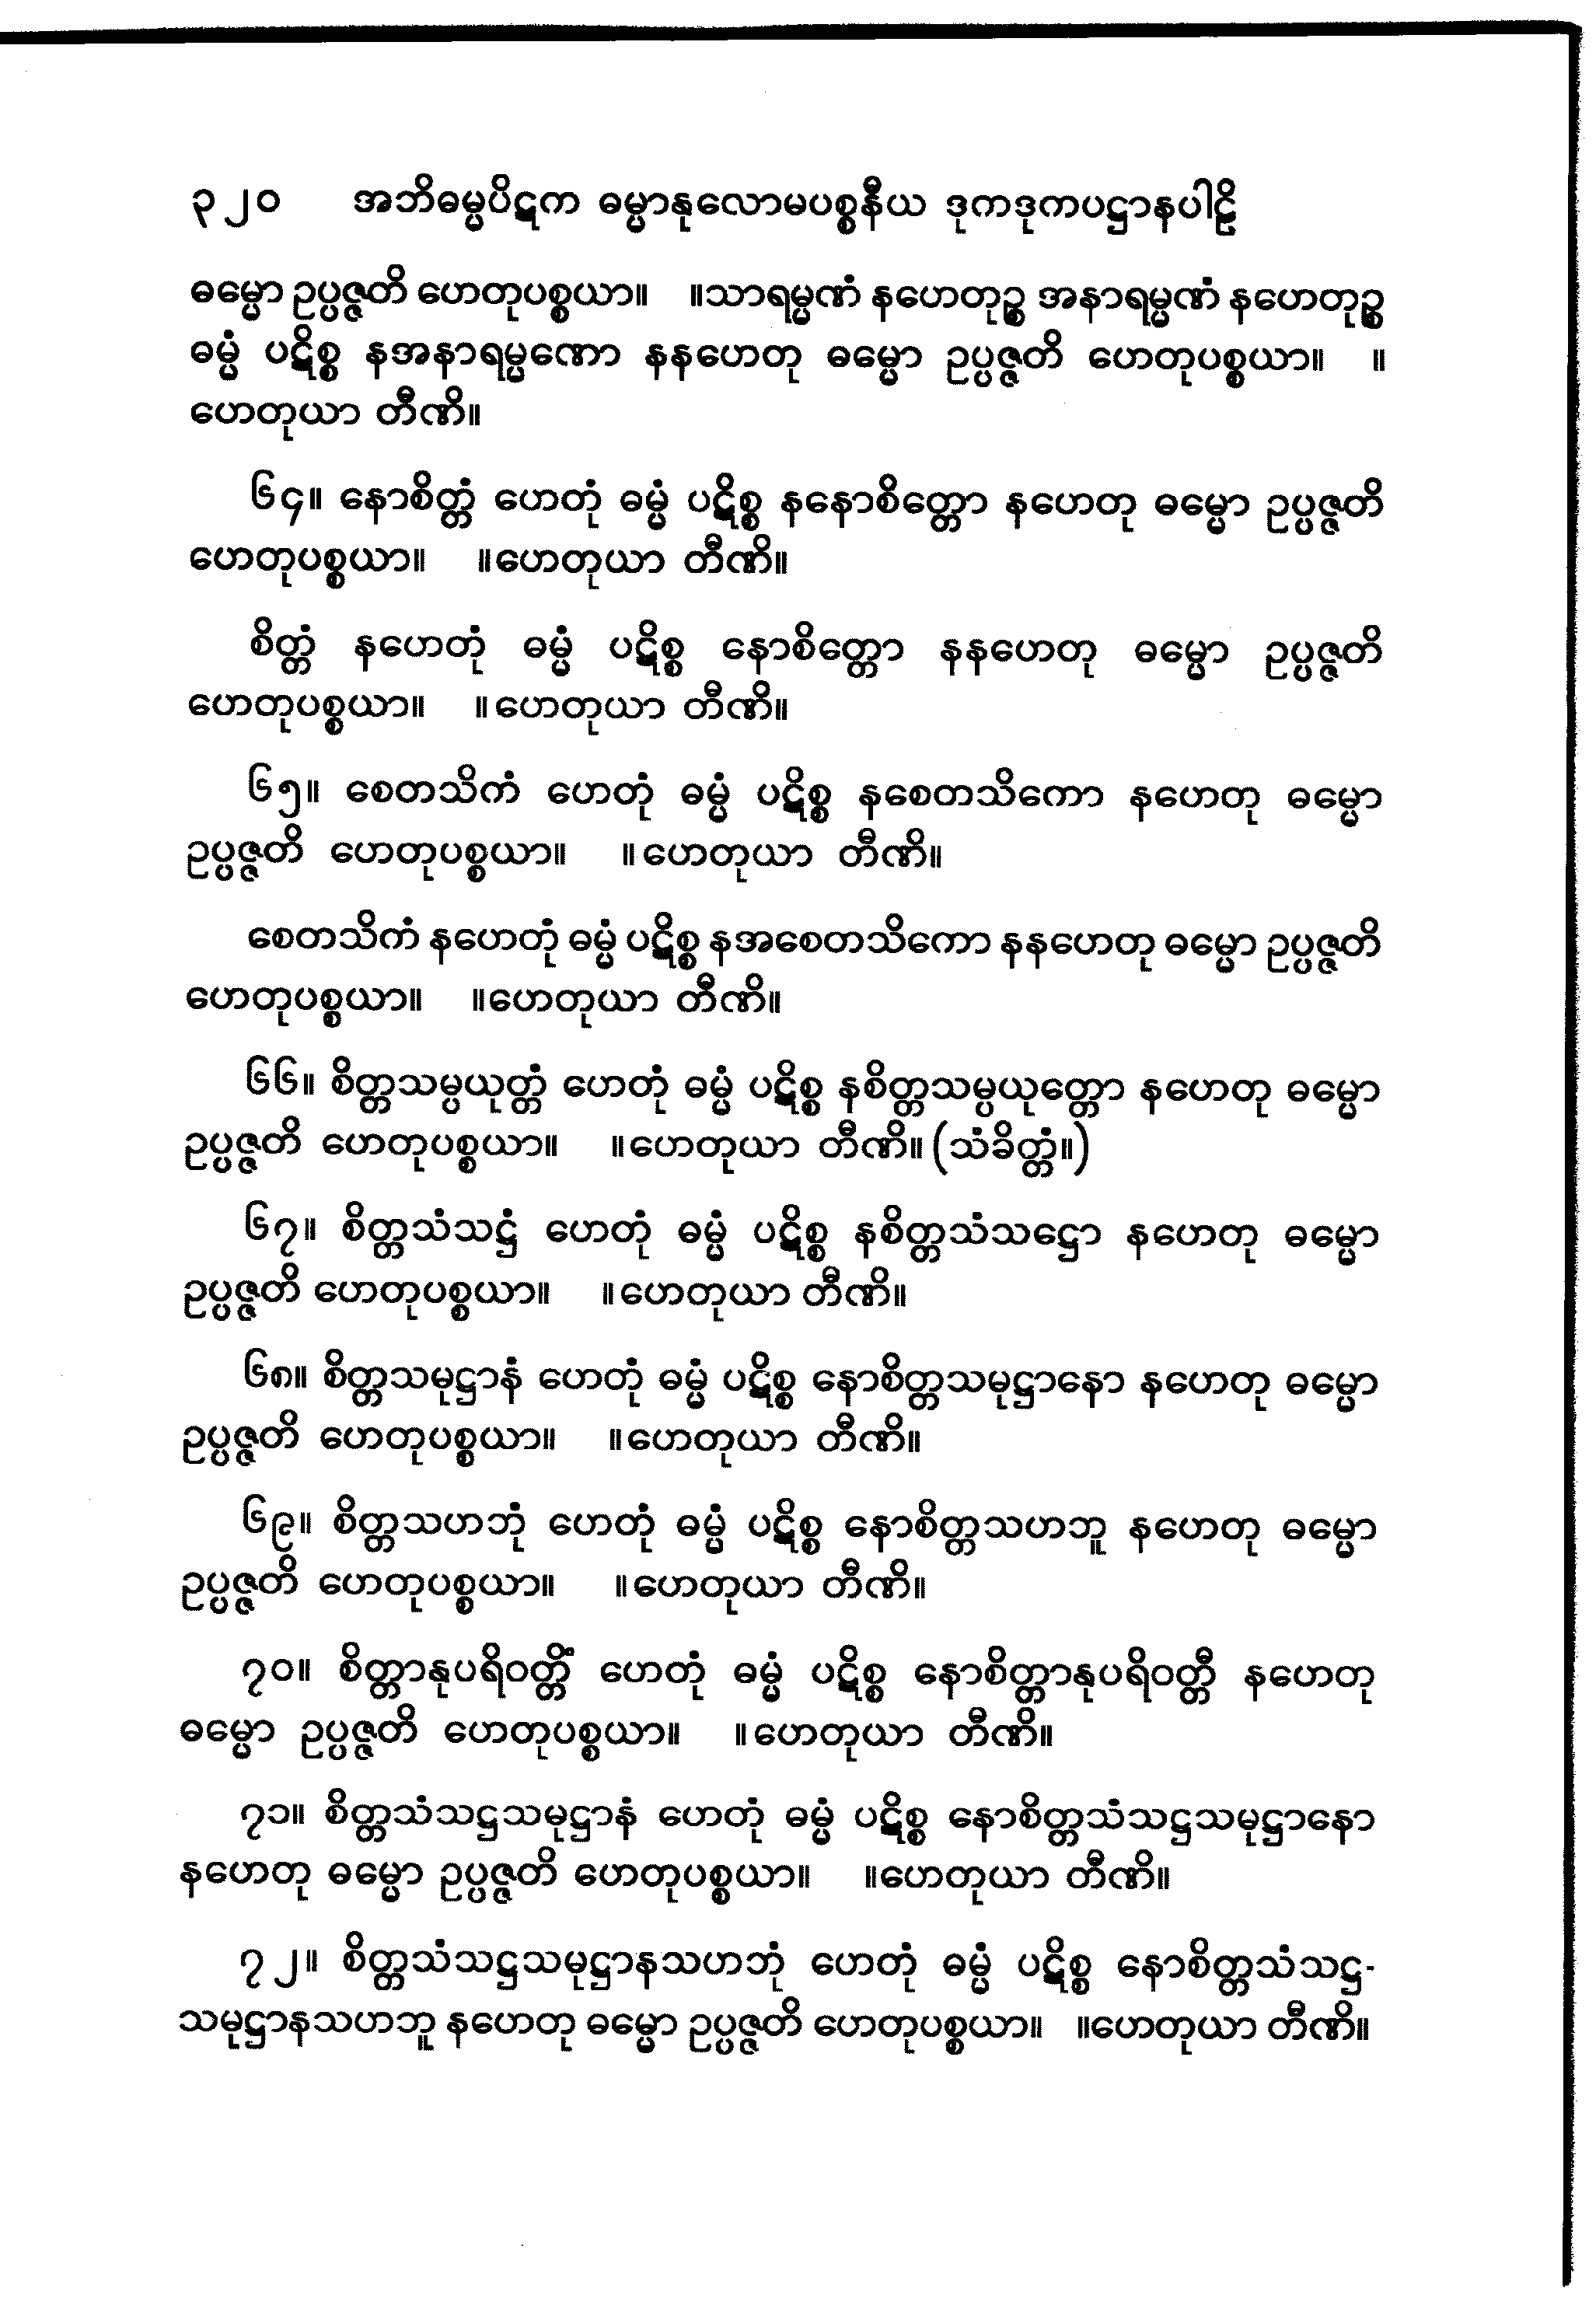 ၃၂၀ အဘိဓမ္မပိဋက ဓမ္မာနုလောမပစ္စနီယ ဒုကဒုကပဋ္ဌာနပါဠိ
ဓမ္မော ဥပ္ပဇ္ဇတိ ဟေတုပစ္စယာ။ ။သာရမ္မဏံ နဟေတုဉ္စ အနာရမ္မဏံ နဟေတုဉ္စ
ဓမ္မံ ပဋိစ္စ နအနာရမ္မဏော နနဟေတု ဓမ္မော ဥပ္ပဇ္ဇတိ ဟေတုပစ္စယာ။ ။
ဟေတုယာ တီဏိ။
၆၄။ နောစိတ္တံ ဟေတုံ ဓမ္မံ ပဋိစ္စ နနောစိတ္တော နဟေတု ဓမ္မော ဥပ္ပဇ္ဇတိ
ဟေတုပစ္စယာ။ ။ဟေတုယာ တီဏိ။
စိတ္တံ နဟေတုံ ဓမ္မံ ပဋိစ္စ နောစိတ္တော နနဟေတု ဓမ္မော ဥပ္ပဇ္ဇတိ
ဟေတုပစ္စယာ။ ။ဟေတုယာ တီဏိ။
၆၅။ စေတသိကံ ဟေတုံ ဓမ္မံ ပဋိစ္စ နစေတသိကော နဟေတု ဓမ္မော
ဥပ္ပဇ္ဇတိ ဟေတုပစ္စယာ။ ။ဟေတုယာ တီဏိ။
စေတသိကံ နဟေတုံ ဓမ္မံ ပဋိစ္စ နအစေတသိကော နနဟေတု ဓမ္မော ဥပ္ပဇ္ဇတိ
ဟေတုပစ္စယာ။ ။ဟေတုယာ တီဏိ။
၆၆။ စိတ္တသမ္ပယုတ္တံ ဟေတုံ ဓမ္မံ ပဋိစ္စ နစိတ္တသမ္ပယုတ္တော နဟေတု ဓမ္မော
ဥပ္ပဇ္ဇတိ ဟေတုပစ္စယာ။ ။ဟေတုယာ တီဏိ။ (သံခိတ္တံ။)
၆၇။ စိတ္တသံသဋ္ဌံ ဟေတုံ ဓမ္မံ ပဋိစ္စ နစိတ္တသံသဋ္ဌော နဟေတု ဓမ္မော
ဥပ္ပဇ္ဇတိ ဟေတုပစ္စယာ။ ။ဟေတုယာ တီဏိ။
၆၈။ စိတ္တသမုဋ္ဌာနံ ဟေတုံ ဓမ္မံ ပဋိစ္စ နောစိတ္တသမုဋ္ဌာနော နဟေတု ဓမ္မော
ဥပ္ပဇ္ဇတိ ဟေတုပစ္စယာ။ ။ဟေတုယာ တီဏိ။
၆၉။ စိတ္တသဟဘုံ ဟေတုံ ဓမ္မံ ပဋိစ္စ နောစိတ္တသဟဘူ နဟေတု ဓမ္မော
ဥပ္ပဇ္ဇတိ ဟေတုပစ္စယာ။ ။ဟေတုယာ တီဏိ။
၇၀။ စိတ္တာနုပရိဝတ္တိံ ဟေတုံ ဓမ္မံ ပဋိစ္စ နောစိတ္တာနုပရိဝတ္တီ နဟေတု
ဓမ္မော ဥပ္ပဇ္ဇတိ ဟေတုပစ္စယာ။ ။ဟေတုယာ တီဏိ။
၇၁။ စိတ္တသံသဋ္ဌသမုဋ္ဌာနံ ဟေတုံ ဓမ္မံ ပဋိစ္စ နောစိတ္တသံသဋ္ဌသမုဋ္ဌာနော
နဟေတု ဓမ္မော ဥပ္ပဇ္ဇတိ ဟေတုပစ္စယာ။ ။ဟေတုယာ တီဏိ။
၇၂။ စိတ္တသံသဋ္ဌသမုဋ္ဌာနသဟဘုံ ဟေတုံ ဓမ္မံ ပဋိစ္စ နောစိတ္တသံသဋ္ဌ-
သမုဋ္ဌာနသဟဘူ နဟေတု ဓမ္မော ဥပ္ပဇ္ဇတိ ဟေတုပစ္စယာ။ ။ဟေတုယာ တီဏိ။